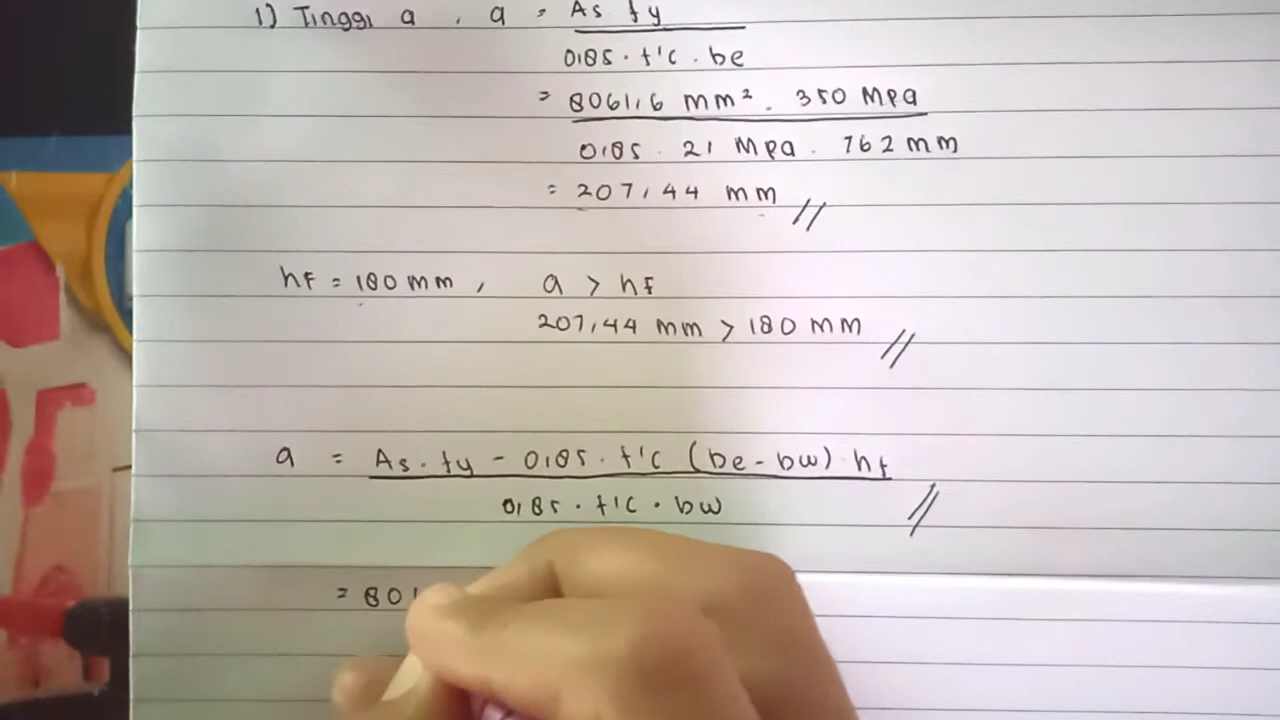 1) Tinggi a , a = As fy
0,85 . f'c . be
= 8061,6 mm² . 350 Mpa
0,85 . 21 Mpa . 762 mm
= 207,44 mm //
hf = 180 mm , a > hf
207,44 mm > 180 mm //
a = As . fy - 0,85 . f'c (be - bw) . hf
0,85 . f'c . bw //
= 80